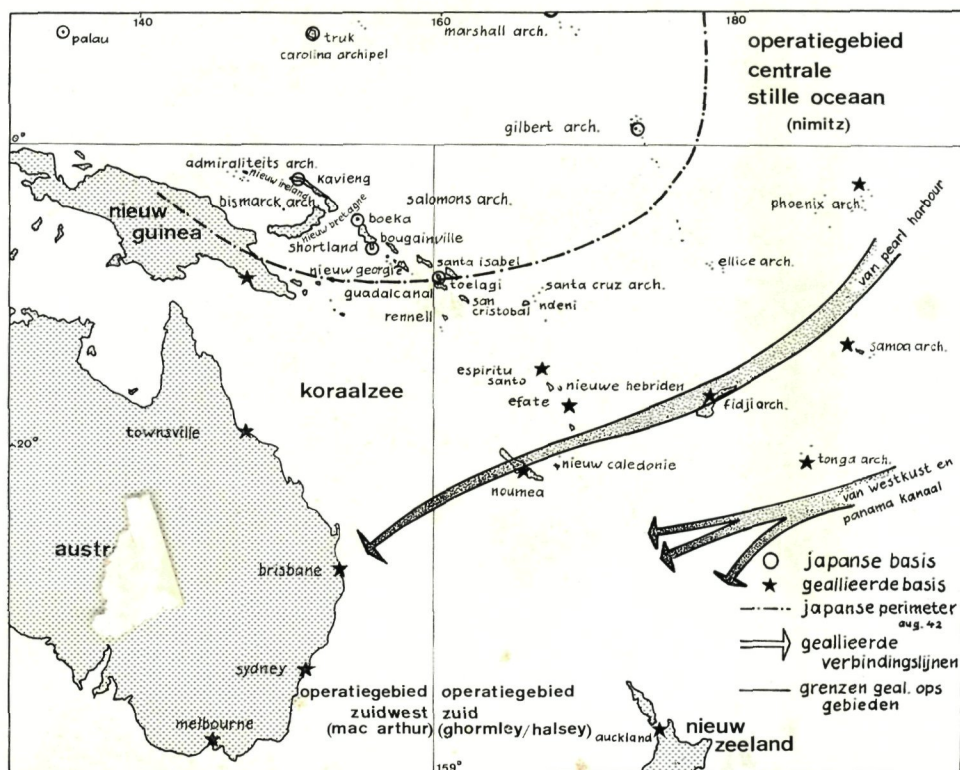 140
160
180
palau
truk
carolina archipel
marshall arch.
operatiegebied
centrale
stille oceaan
(nimitz)
gilbert arch.
0°
admiraliteits arch.
nieuw ireland
kavieng
bismarck arch.
nieuw bretagne
salomons arch.
nieuw
guinea
boeka
shortland
bougainville
phoenix arch.
van pearl harbour
ellice arch.
nieuw georgie
santa isabel
toelagi
guadalcanal
santa cruz arch.
ndeni
san
cristobal
rennell
samoa arch.
espiritu
santo
nieuwe hebriden
efate
koraalzee
fidji arch.
20°
townsville
nieuw caledonie
noumea
tonga arch.
van westkust en
panama kanaal
austr
brisbane
japanse basis
geallieerde basis
japanse perimeter
aug. 42
geallieerde
verbindingslijnen
grenzen geal. ops
gebieden
sydney
melbourne
operatiegebied
zuidwest
(mac arthur)
operatiegebied
zuid
(ghormley/halsey)
auckland
nieuw
zeeland
159°